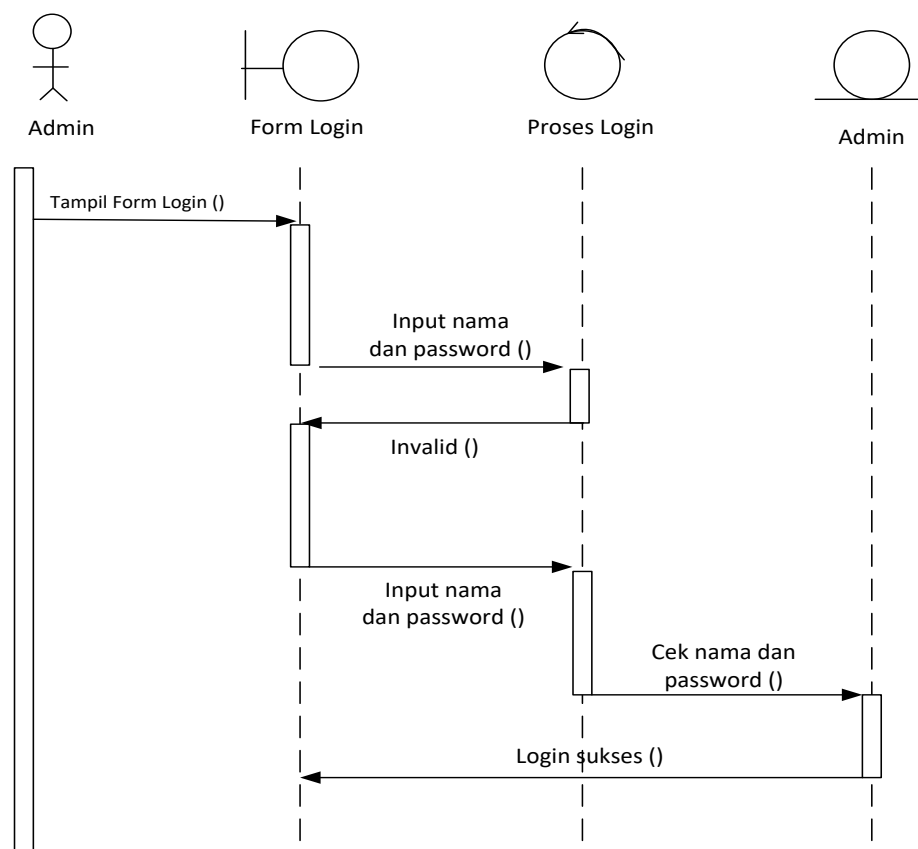 Admin
Form Login
Proses Login
Admin
Tampil Form Login ()
Input nama
dan password ()
Invalid ()
Input nama
dan password ()
Cek nama dan
password ()
Login sukses ()